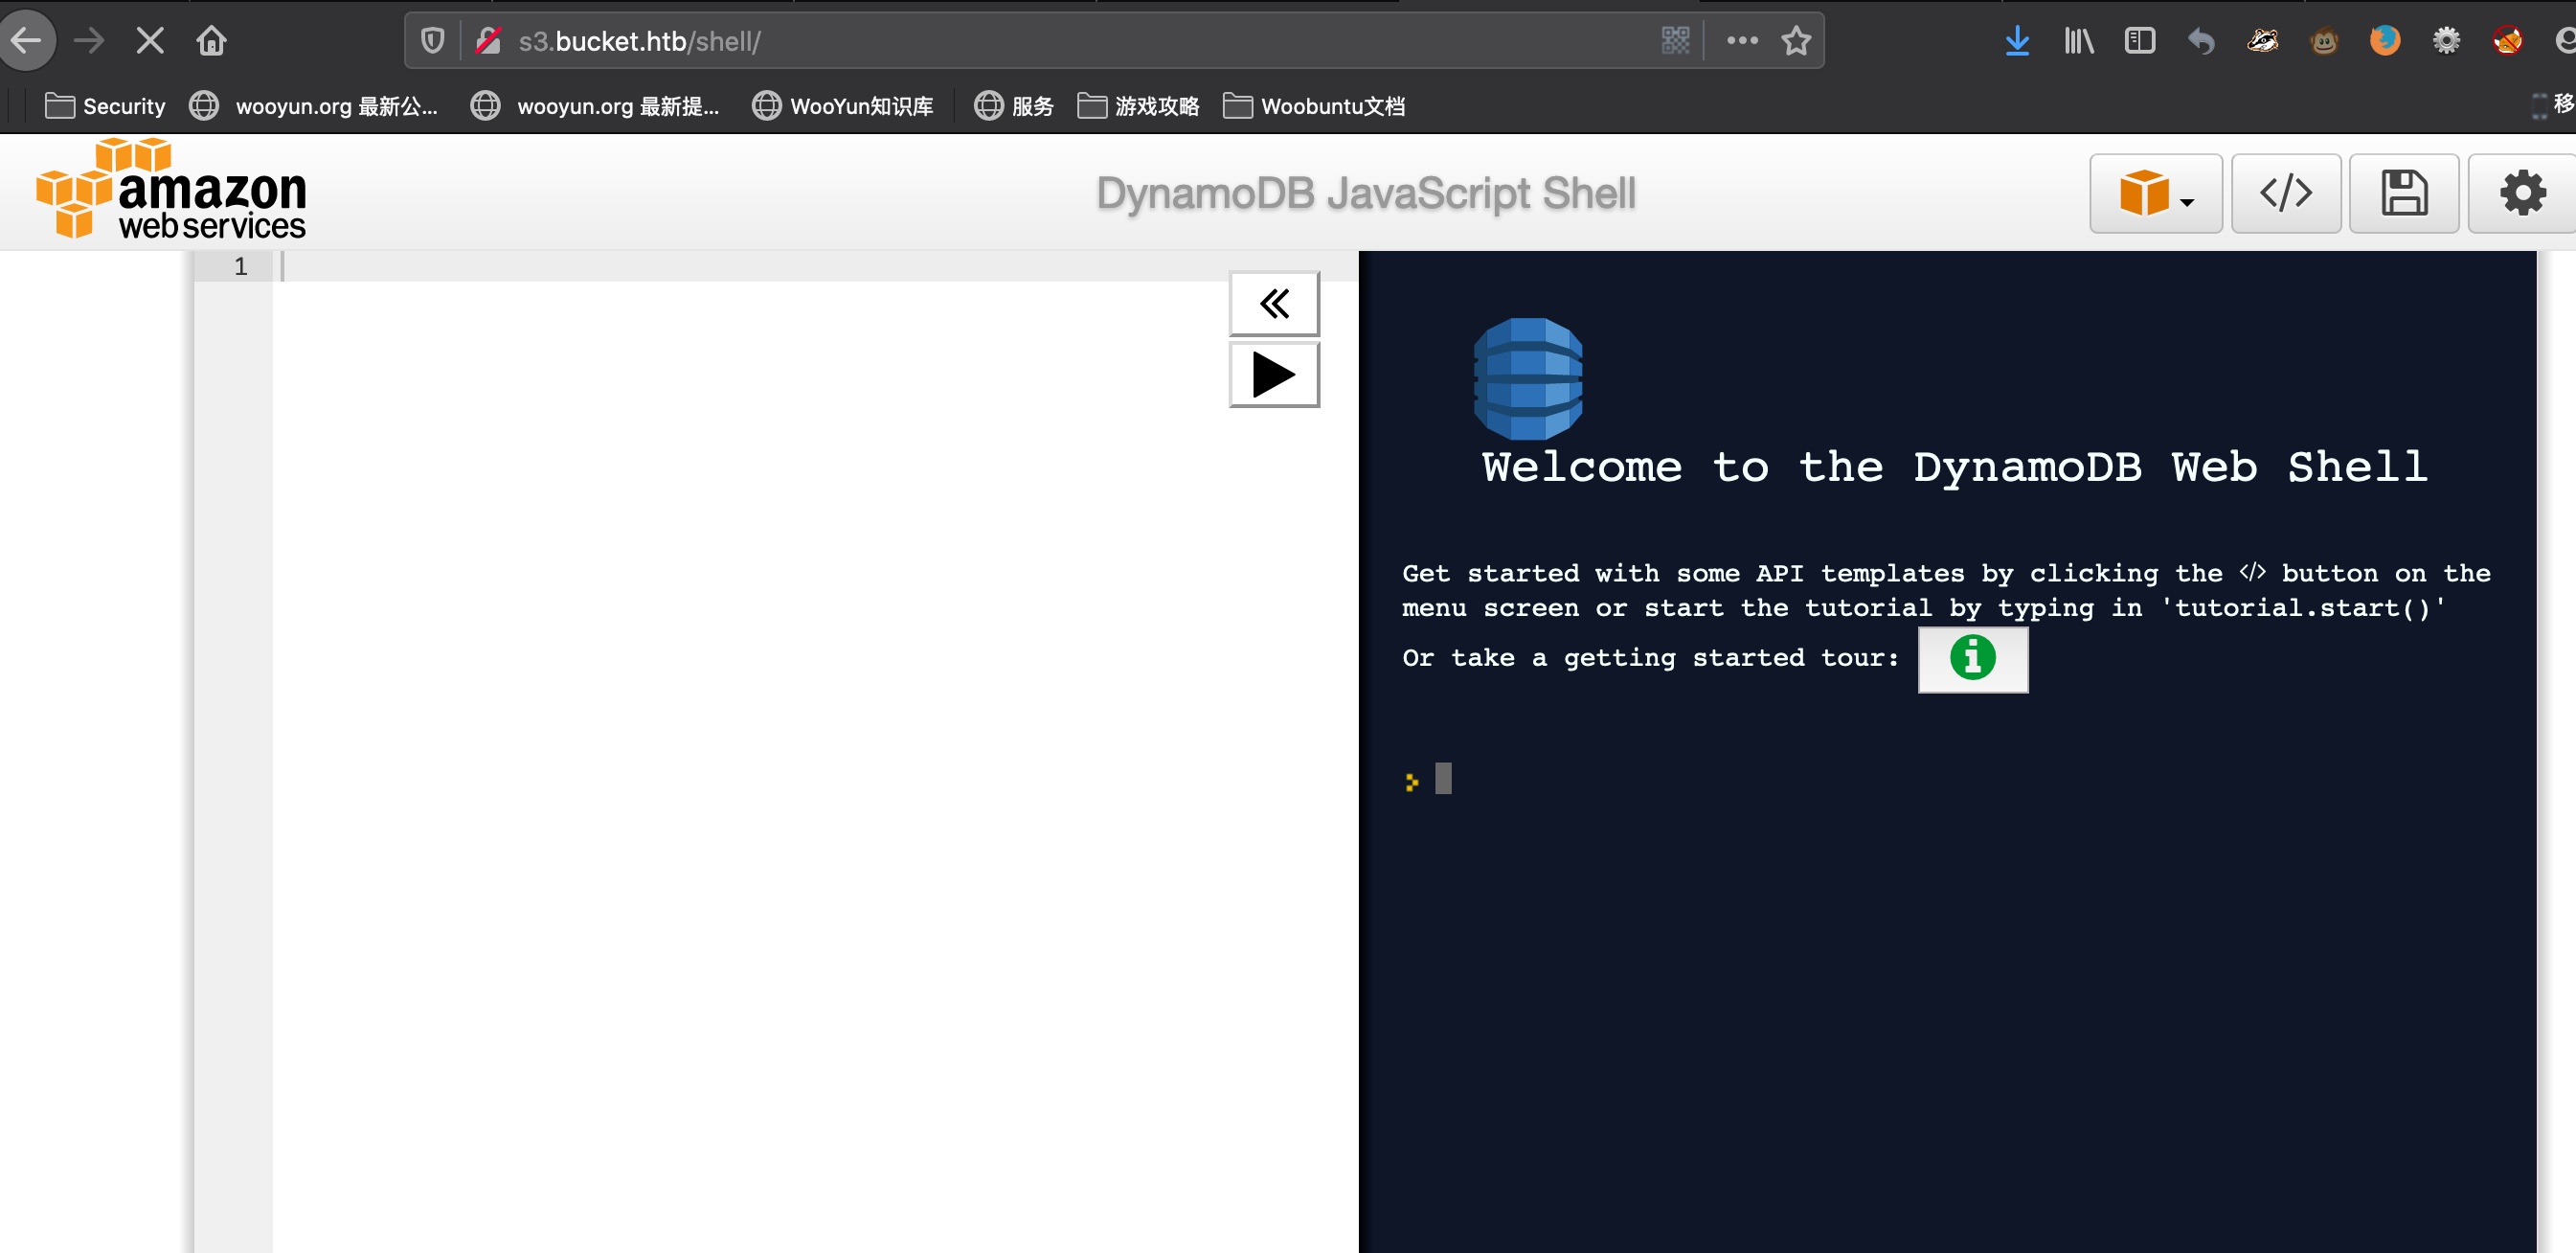 s3.bucket.htb/shell/
Security wooyun.org 最新公... wooyun.org 最新提... WooYun知识库 服务 游戏攻略 Woobuntu文档 移
amazon
webservices
DynamoDB JavaScript Shell
</>
1
Welcome to the DynamoDB Web Shell
Get started with some API templates by clicking the </> button on the
menu screen or start the tutorial by typing in 'tutorial.start()'
Or take a getting started tour:
>